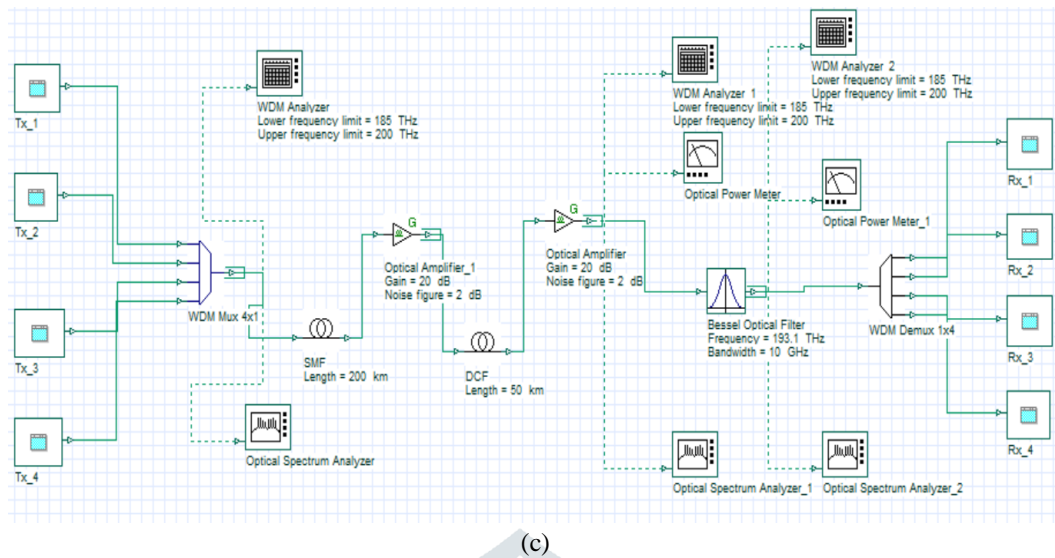 Tx_1
WDM Analyzer
Lower frequency limit = 185 THz
Upper frequency limit = 200 THz
WDM Analyzer_1
Lower frequency limit = 185 THz
Upper frequency limit = 200 THz
WDM Analyzer_2
Lower frequency limit = 185 THz
Upper frequency limit = 200 THz
Tx_2
Optical Power Meter
Optical Power Meter_1
Rx_1
G
Optical Amplifier_1
Gain = 20 dB
Noise figure = 2 dB
G
Optical Amplifier
Gain = 20 dB
Noise figure = 2 dB
Rx_2
WDM Mux 4x1
Tx_3
SMF
Length = 200 km
DCF
Length = 50 km
Bessel Optical Filter
Frequency = 193.1 THz
Bandwidth = 10 GHz
WDM Demux 1x4
Rx_3
Tx_4
Optical Spectrum Analyzer
Optical Spectrum Analyzer_1
Optical Spectrum Analyzer_2
Rx_4
(c)